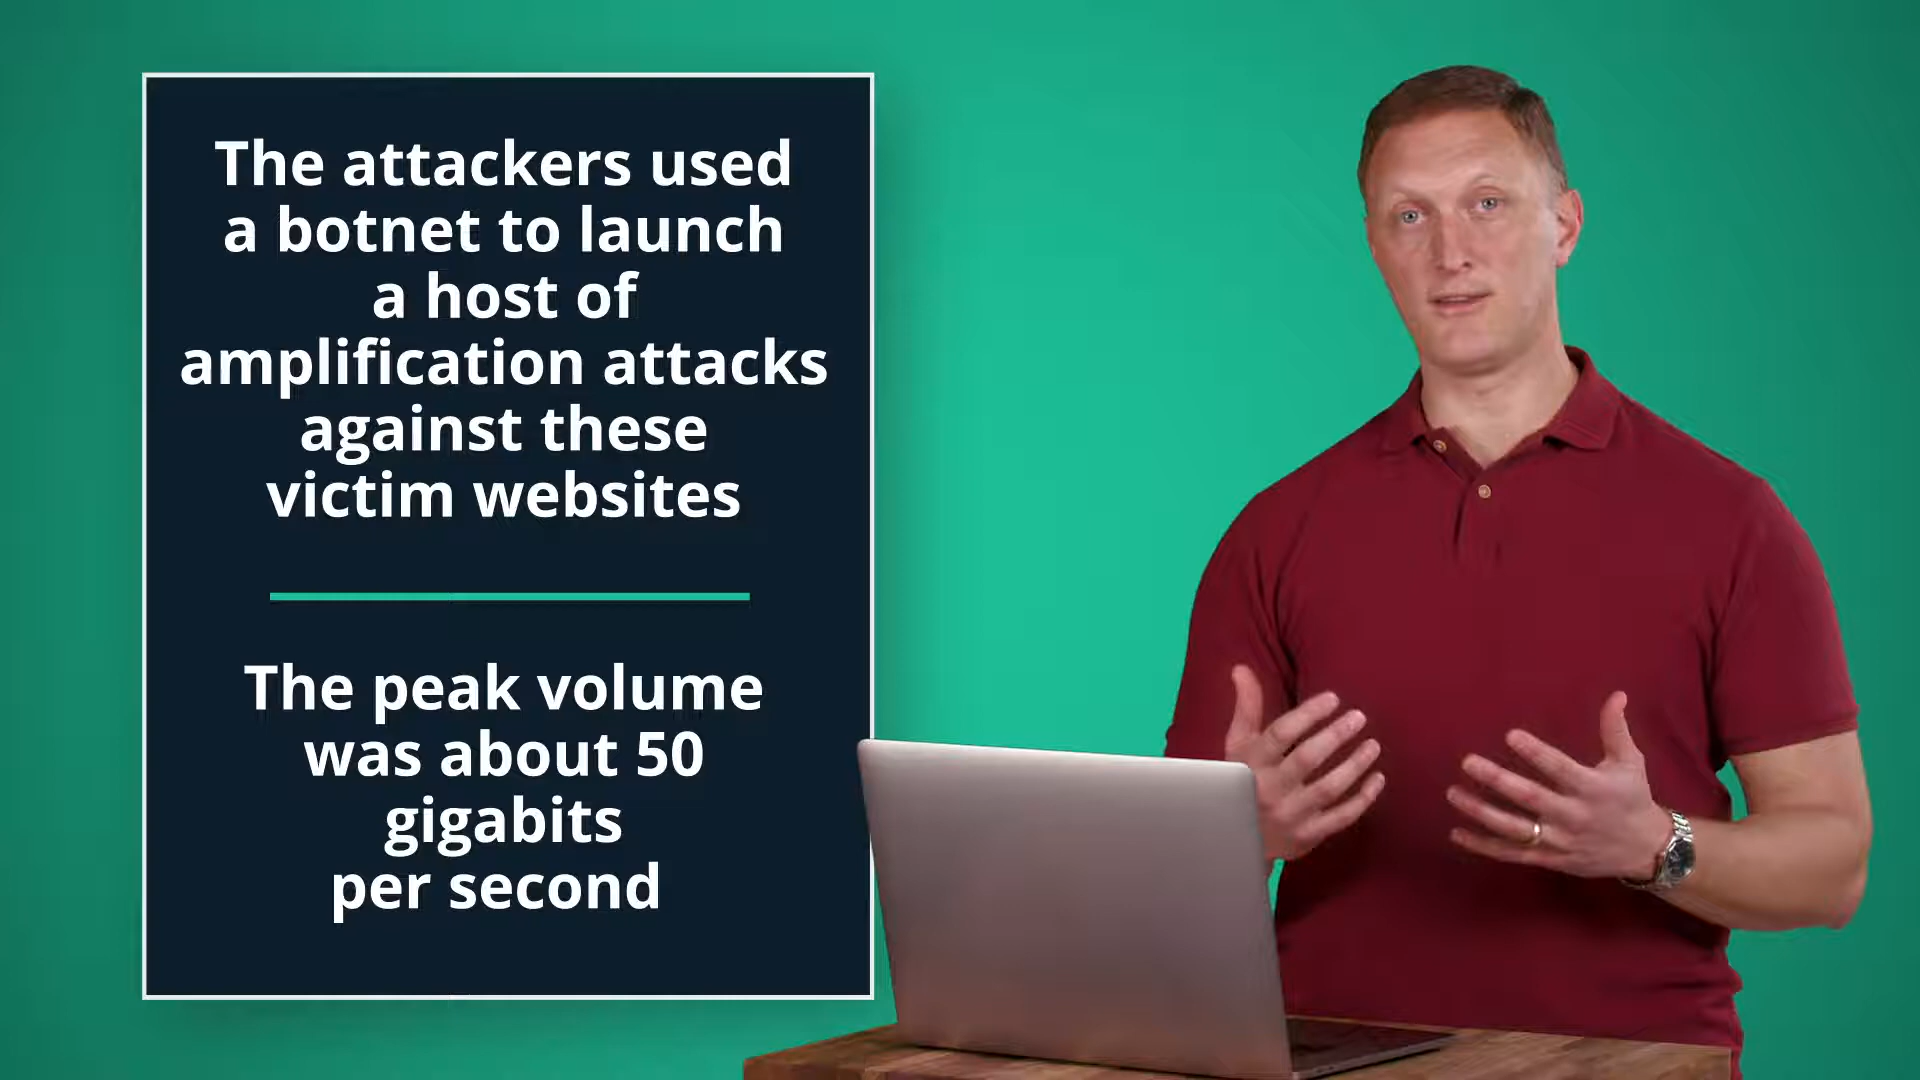 The attackers used
a botnet to launch
a host of
amplification attacks
against these
victim websites
The peak volume
was about 50
gigabits
per second